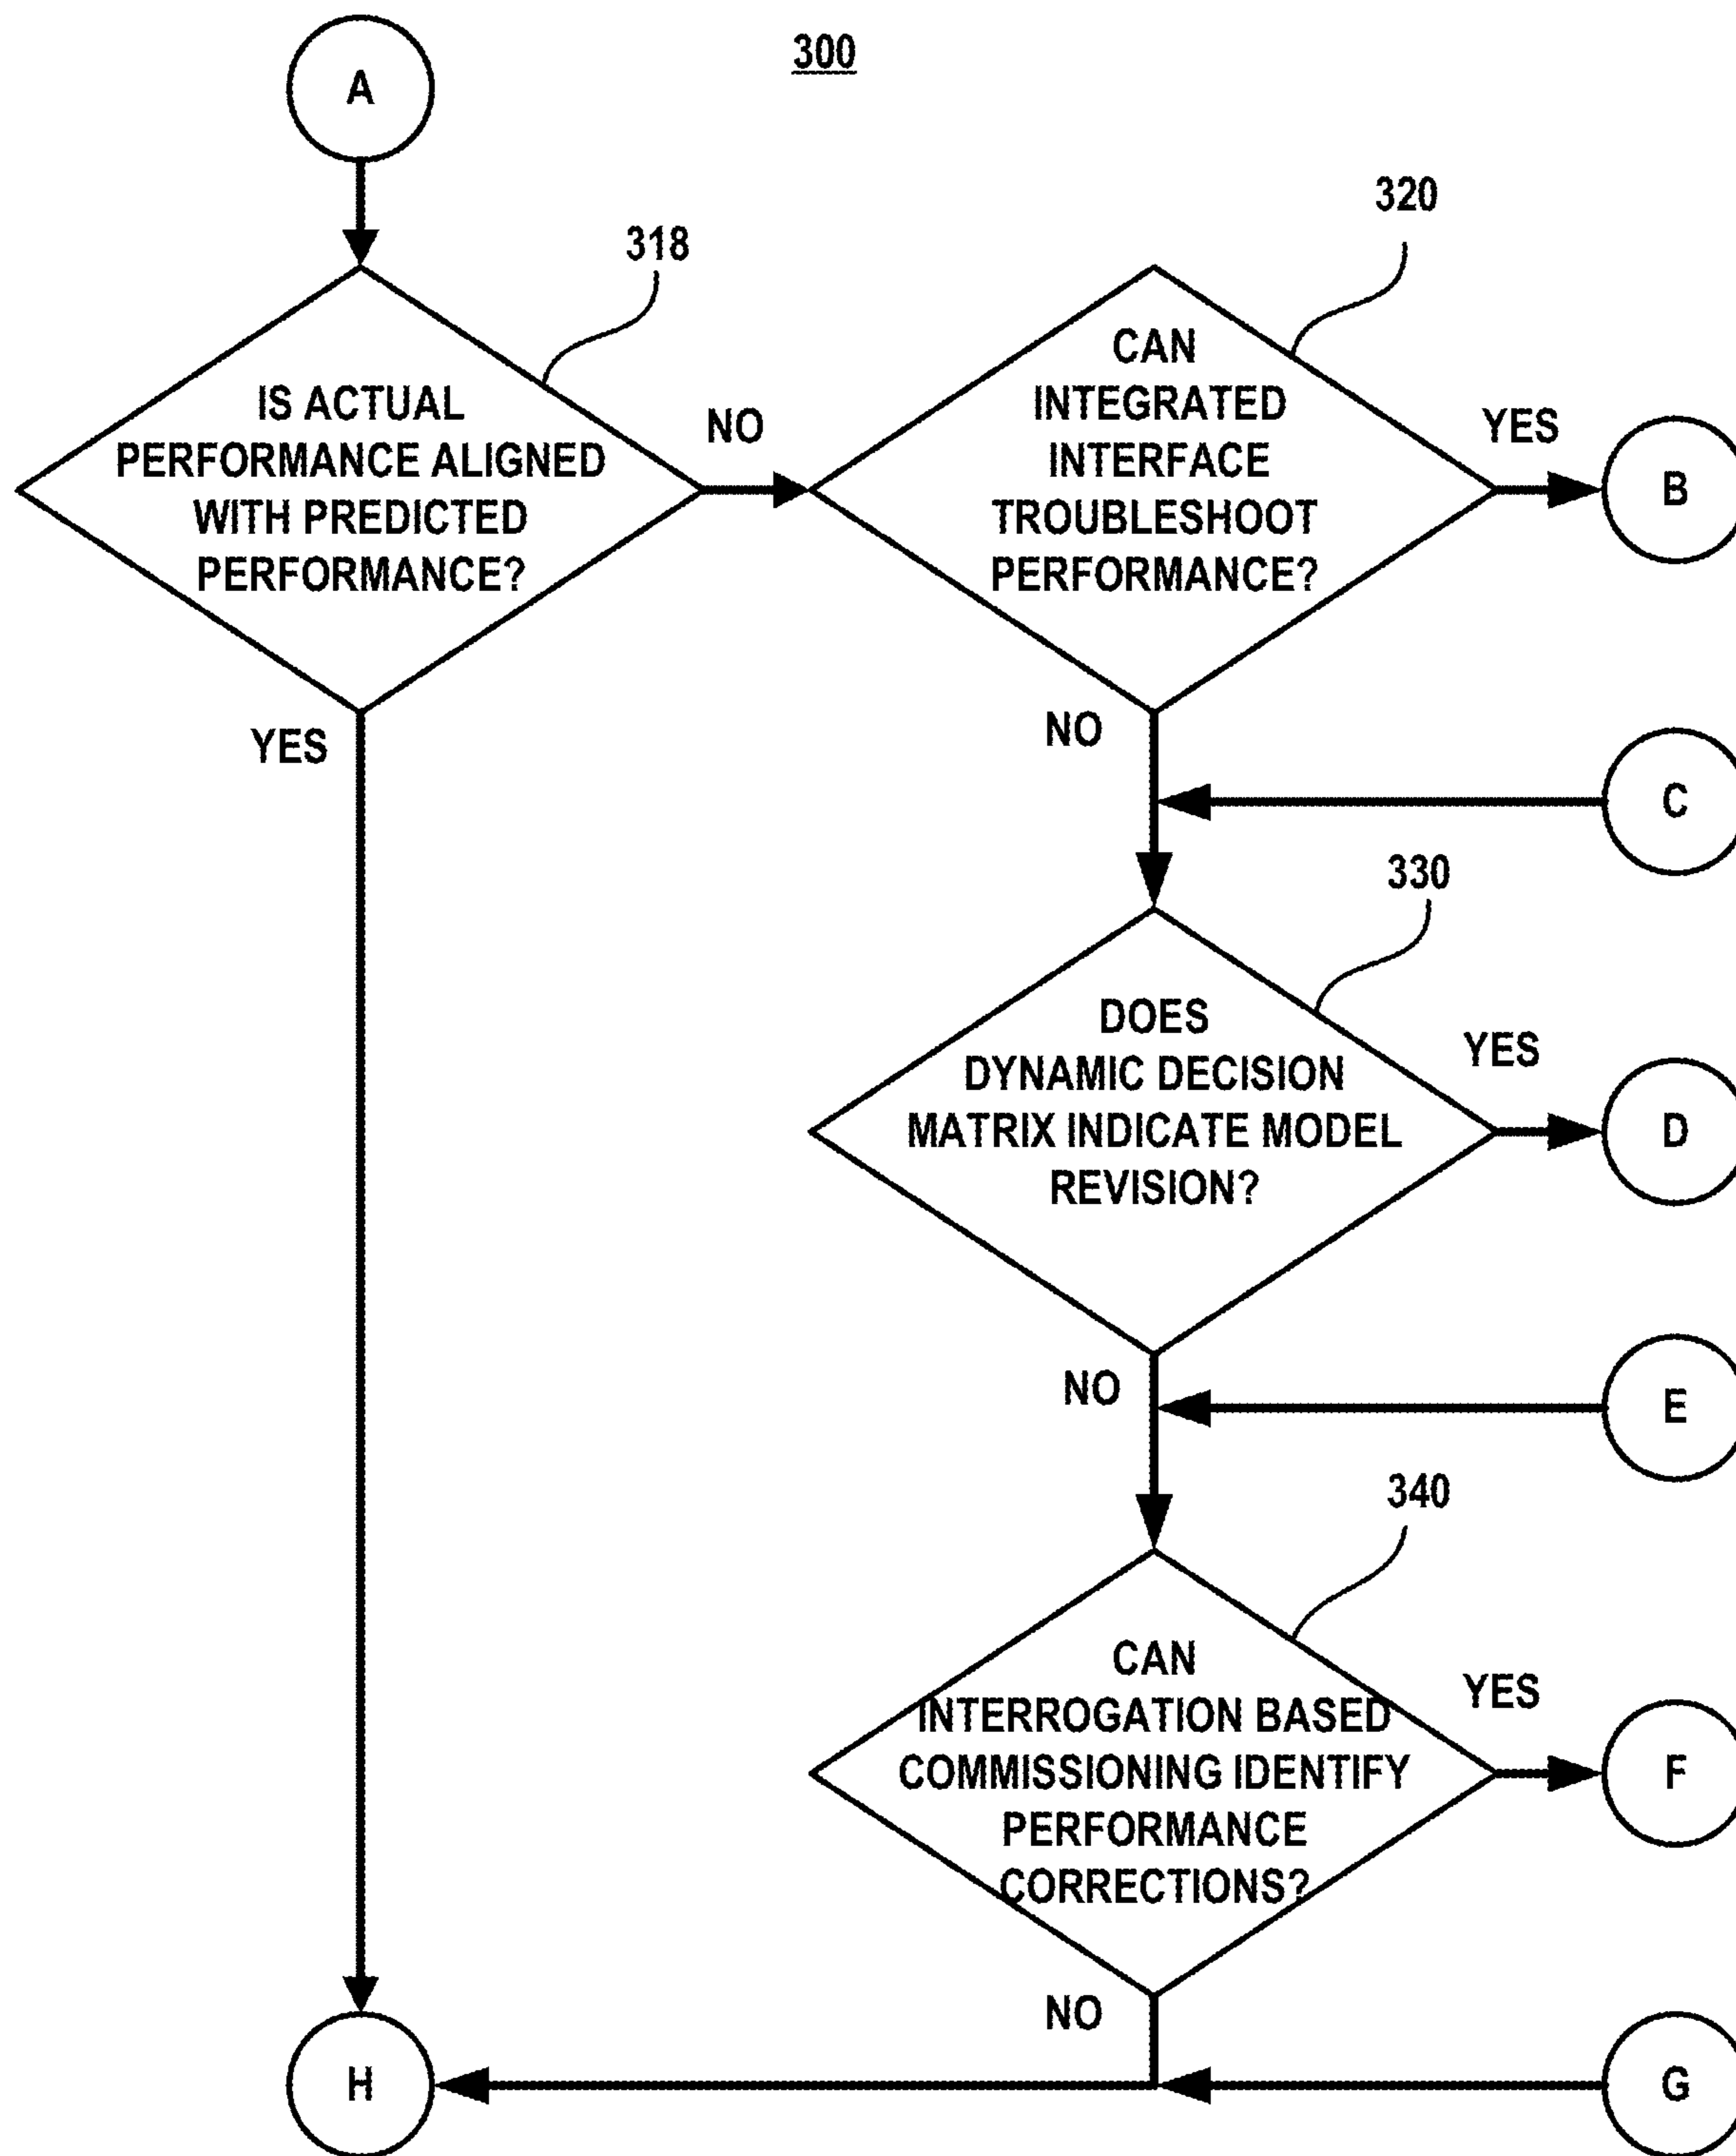 300
A
318
IS ACTUAL
PERFORMANCE ALIGNED
WITH PREDICTED
PERFORMANCE?
NO
YES
320
CAN
INTEGRATED
INTERFACE
TROUBLESHOOT
PERFORMANCE?
YES
B
NO
C
330
DOES
DYNAMIC DECISION
MATRIX INDICATE MODEL
REVISION?
YES
D
NO
E
340
CAN
INTERROGATION BASED
COMMISSIONING IDENTIFY
PERFORMANCE
CORRECTIONS?
YES
F
NO
H
G